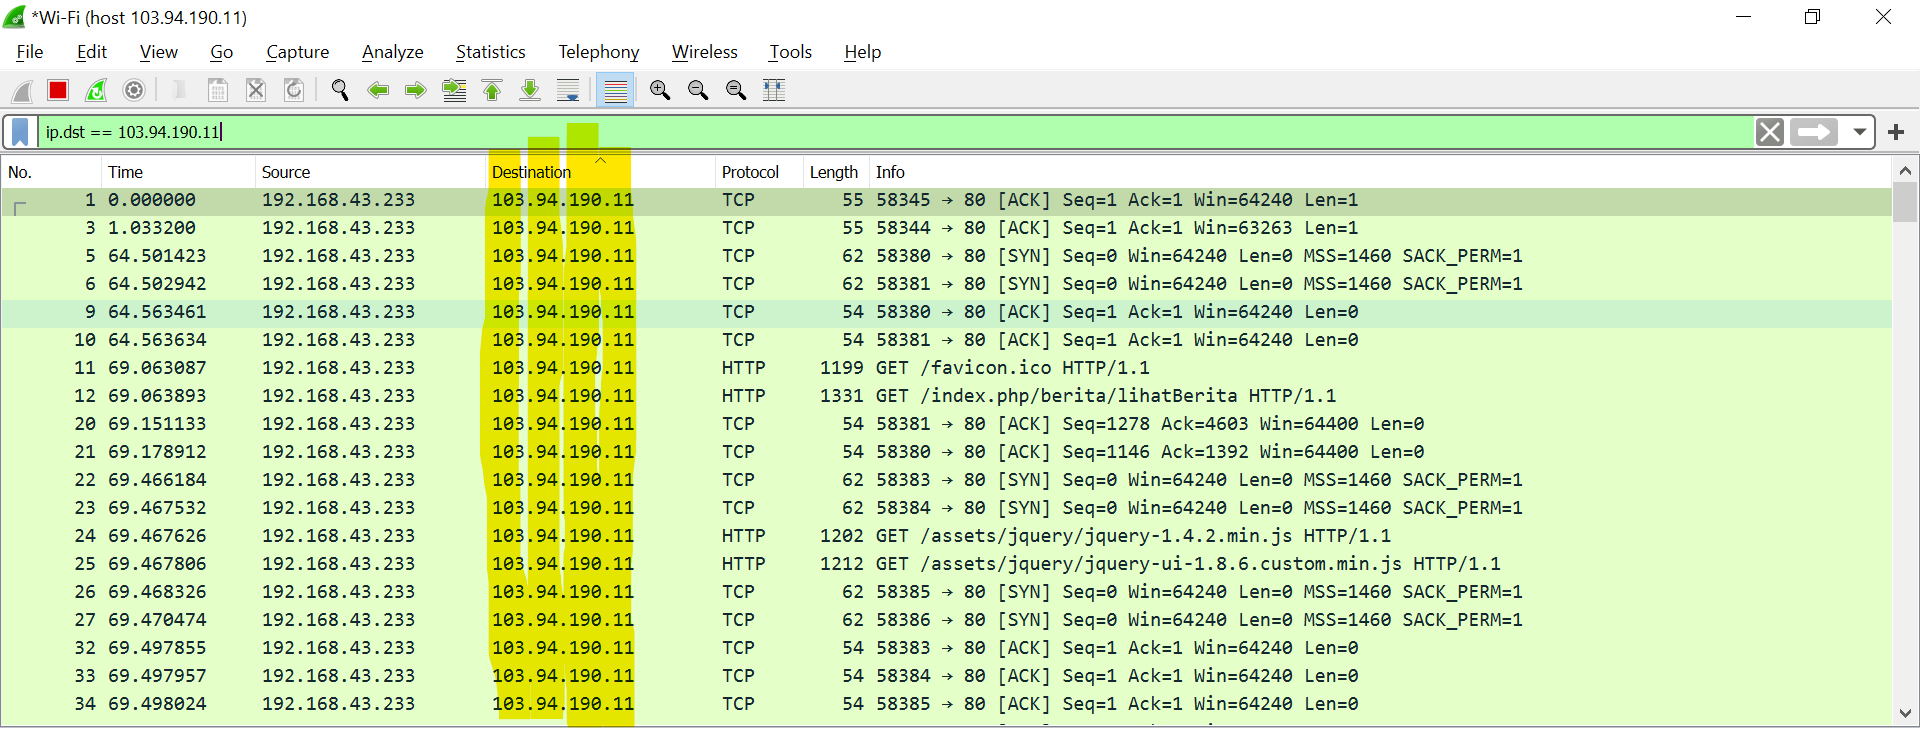 *Wi-Fi (host 103.94.190.11)
File Edit View Go Capture Analyze Statistics Telephony Wireless Tools Help
ip.dst == 103.94.190.11
No. Time Source Destination Protocol Length Info
1 0.000000 192.168.43.233 103.94.190.11 TCP 55 58345 → 80 [ACK] Seq=1 Ack=1 Win=64240 Len=1
3 1.033200 192.168.43.233 103.94.190.11 TCP 55 58344 → 80 [ACK] Seq=1 Ack=1 Win=63263 Len=1
5 64.501423 192.168.43.233 103.94.190.11 TCP 62 58380 → 80 [SYN] Seq=0 Win=64240 Len=0 MSS=1460 SACK_PERM=1
6 64.502942 192.168.43.233 103.94.190.11 TCP 62 58381 → 80 [SYN] Seq=0 Win=64240 Len=0 MSS=1460 SACK_PERM=1
9 64.563461 192.168.43.233 103.94.190.11 TCP 54 58380 → 80 [ACK] Seq=1 Ack=1 Win=64240 Len=0
10 64.563634 192.168.43.233 103.94.190.11 TCP 54 58381 → 80 [ACK] Seq=1 Ack=1 Win=64240 Len=0
11 69.063087 192.168.43.233 103.94.190.11 HTTP 1199 GET /favicon.ico HTTP/1.1
12 69.063893 192.168.43.233 103.94.190.11 HTTP 1331 GET /index.php/berita/lihatBerita HTTP/1.1
20 69.151133 192.168.43.233 103.94.190.11 TCP 54 58381 → 80 [ACK] Seq=1278 Ack=4603 Win=64400 Len=0
21 69.178912 192.168.43.233 103.94.190.11 TCP 54 58380 → 80 [ACK] Seq=1146 Ack=1392 Win=64400 Len=0
22 69.466184 192.168.43.233 103.94.190.11 TCP 62 58383 → 80 [SYN] Seq=0 Win=64240 Len=0 MSS=1460 SACK_PERM=1
23 69.467532 192.168.43.233 103.94.190.11 TCP 62 58384 → 80 [SYN] Seq=0 Win=64240 Len=0 MSS=1460 SACK_PERM=1
24 69.467626 192.168.43.233 103.94.190.11 HTTP 1202 GET /assets/jquery/jquery-1.4.2.min.js HTTP/1.1
25 69.467806 192.168.43.233 103.94.190.11 HTTP 1212 GET /assets/jquery/jquery-ui-1.8.6.custom.min.js HTTP/1.1
26 69.468326 192.168.43.233 103.94.190.11 TCP 62 58385 → 80 [SYN] Seq=0 Win=64240 Len=0 MSS=1460 SACK_PERM=1
27 69.470474 192.168.43.233 103.94.190.11 TCP 62 58386 → 80 [SYN] Seq=0 Win=64240 Len=0 MSS=1460 SACK_PERM=1
32 69.497855 192.168.43.233 103.94.190.11 TCP 54 58383 → 80 [ACK] Seq=1 Ack=1 Win=64240 Len=0
33 69.497957 192.168.43.233 103.94.190.11 TCP 54 58384 → 80 [ACK] Seq=1 Ack=1 Win=64240 Len=0
34 69.498024 192.168.43.233 103.94.190.11 TCP 54 58385 → 80 [ACK] Seq=1 Ack=1 Win=64240 Len=0